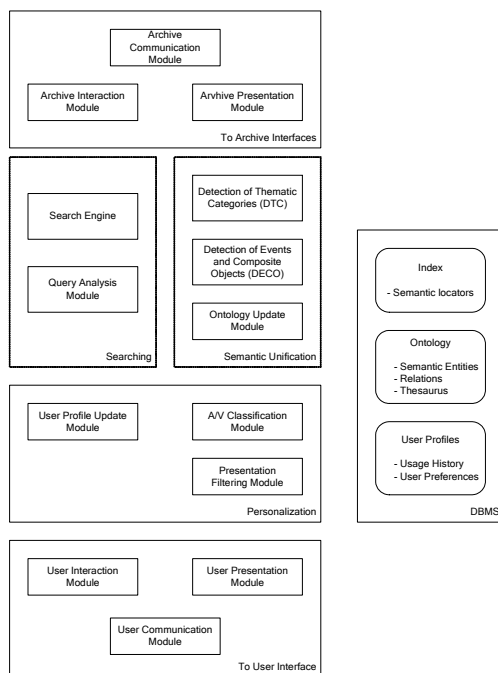 Archive
Communication
Module
Archive Interaction
Module
Arvhive Presentation
Module
To Archive Interfaces
Search Engine
Query Analysis
Module
Searching
Detection of Thematic
Categories (DTC)
Detection of Events
and Composite
Objects (DECO)
Ontology Update
Module
Semantic Unification
User Profile Update
Module
A/V Classification
Module
Presentation
Filtering Module
Personalization
User Interaction
Module
User Presentation
Module
User Communication
Module
To User Interface
Index
- Semantic locators
Ontology
- Semantic Entities
- Relations
- Thesaurus
User Profiles
- Usage History
- User Preferences
DBMS